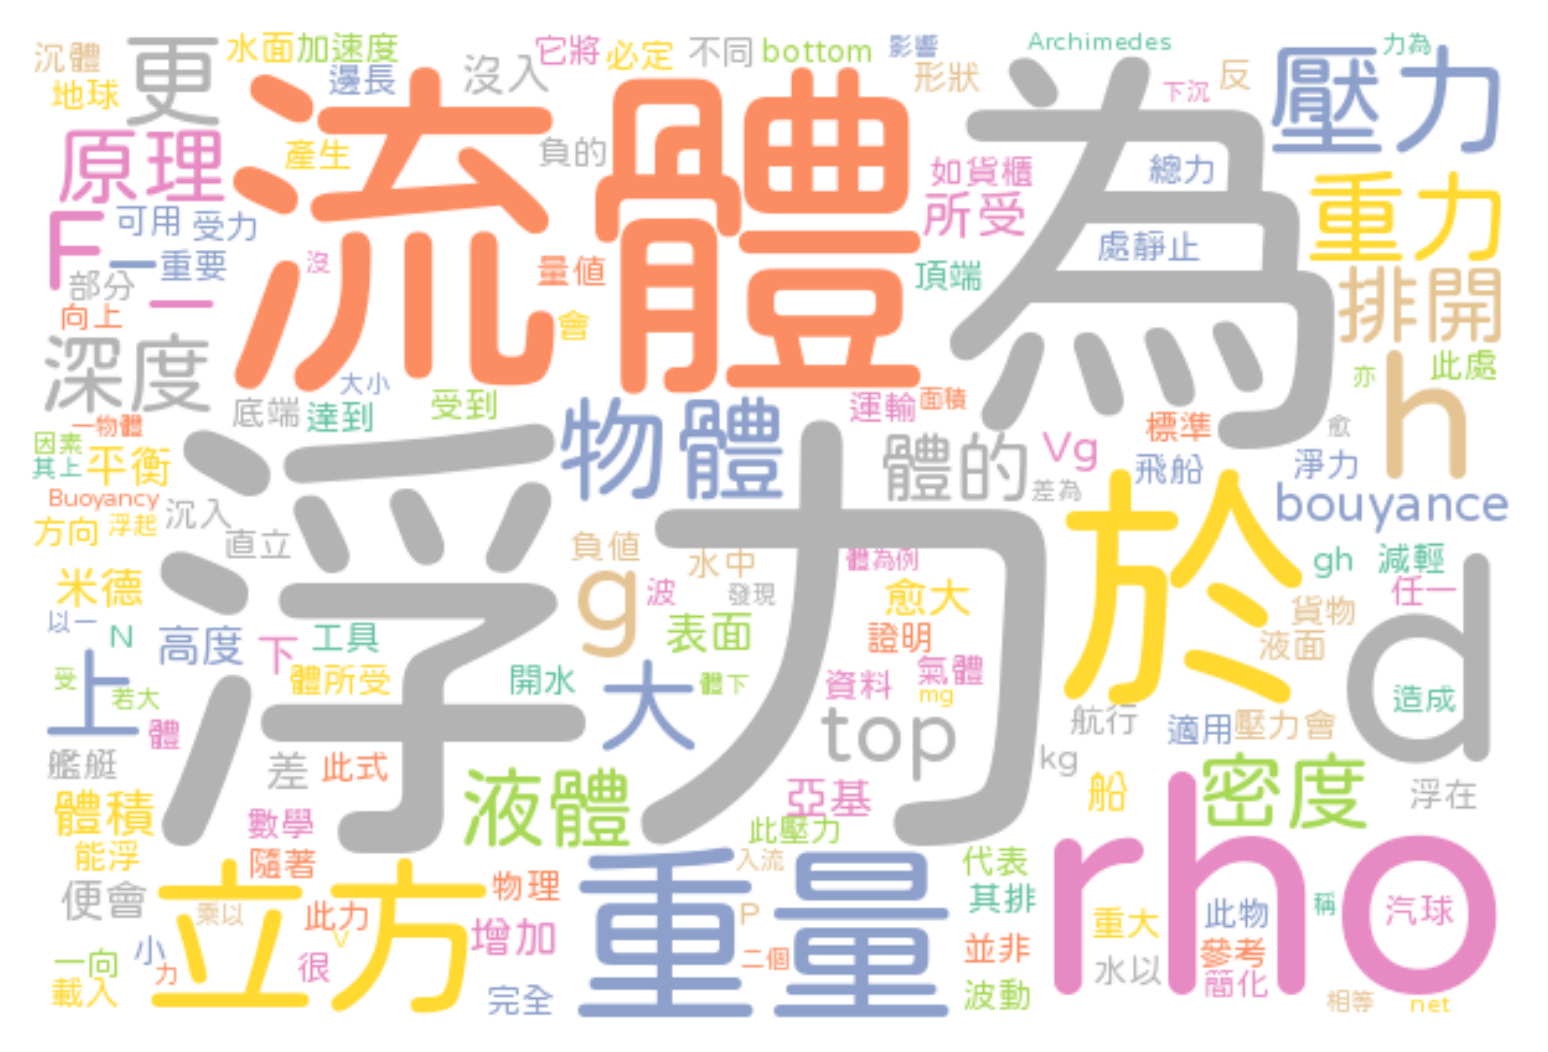 沉體
更
水面
加速度
沒入
它將
必定
不同
bottom
影響
Archimedes
力為
地球
邊長
形狀
下沉
反
壓力
原理
產生
流體
負的
為
如貨櫃
總力
重力
F
可用
受力
所受
處靜止
一
重要
沒
量值
頂端
排開
部分
一
向上
會
深度
大小
此處
亦
h
底端
達到
受到
運輸
面積
標準
愈
一物體
因素
其上
平衡
物體
體的
Vg
飛船
淨力
Buoyancy
沉入
差為
bouyance
方向
浮起
直立
浮力
於
負值
水中
體為例
gh
減輕
米德
g
波
發現
愈大
任一
貨物
d
以一
N
高度
下
工具
表面
證明
液面
上
受
若大
體所受
開水
大
體下
資料
氣體
mg
造成
體
top
航行
適用
壓力會
艦艇
差
此式
kg
船
密度
浮在
體積
液體
亞基
數學
此壓力
rho
能浮
隨著
入流
代表
便會
立方
物理
重量
其排
乘以
此力
P
重大
此物
稱
汽球
小
V
增加
一向
力
很
二個
並非
參考
水以
載入
完全
波動
簡化
相等
net